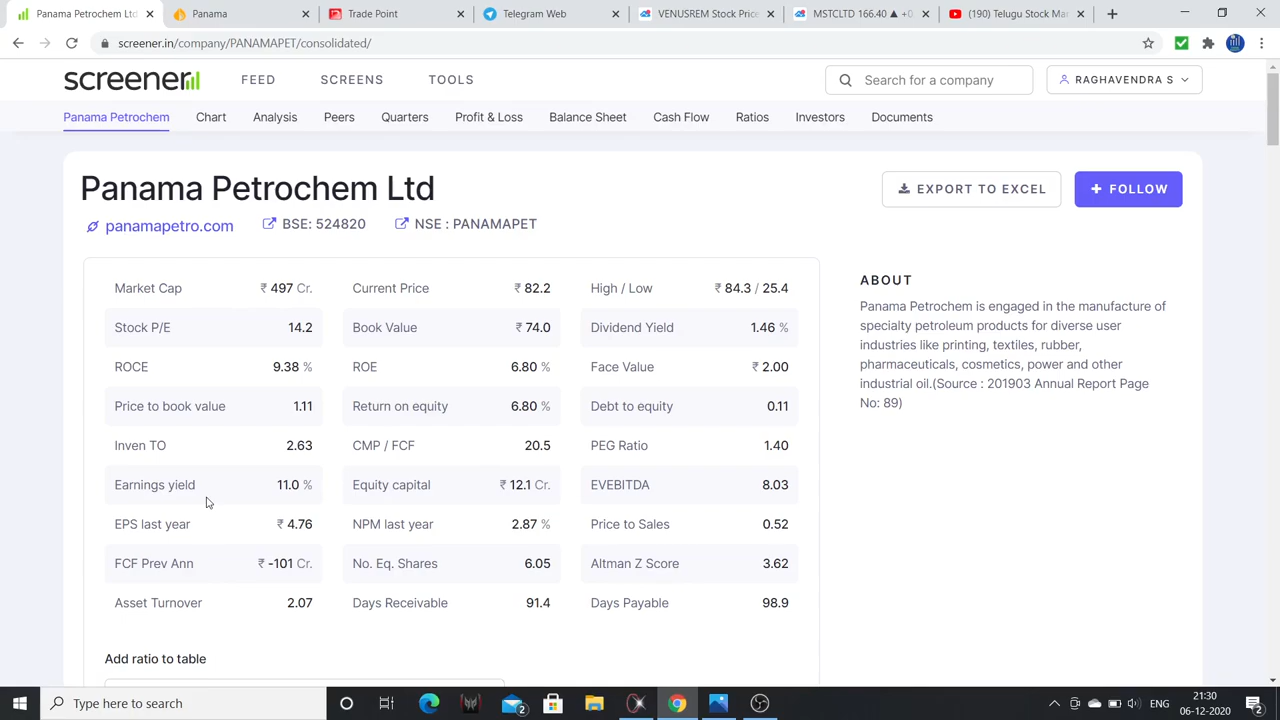 Panama Petrochem Ltd
Panama
Trade Point
Telegram Web
VENUSREM Stock Pric
MSTCLTD 166.40 ▲ +0
(190) Telugu Stock Ma
screener.in/company/PANAMAPET/consolidated/
screener
FEED
SCREENS
TOOLS
Search for a company
RAGHAVENDRA S
Panama Petrochem
Chart
Analysis
Peers
Quarters
Profit & Loss
Balance Sheet
Cash Flow
Ratios
Investors
Documents
Panama Petrochem Ltd
EXPORT TO EXCEL
+ FOLLOW
panamapetro.com
BSE: 524820
NSE : PANAMAPET
Market Cap ₹ 497 Cr.
Current Price ₹ 82.2
High / Low ₹ 84.3 / 25.4
Stock P/E 14.2
Book Value ₹ 74.0
Dividend Yield 1.46 %
ROCE 9.38 %
ROE 6.80 %
Face Value ₹ 2.00
Price to book value 1.11
Return on equity 6.80 %
Debt to equity 0.11
Inven TO 2.63
CMP / FCF 20.5
PEG Ratio 1.40
Earnings yield 11.0 %
Equity capital ₹ 12.1 Cr.
EVEBITDA 8.03
EPS last year ₹ 4.76
NPM last year 2.87 %
Price to Sales 0.52
FCF Prev Ann ₹ -101 Cr.
No. Eq. Shares 6.05
Altman Z Score 3.62
Asset Turnover 2.07
Days Receivable 91.4
Days Payable 98.9
Add ratio to table
ABOUT
Panama Petrochem is engaged in the manufacture of
specialty petroleum products for diverse user
industries like printing, textiles, rubber,
pharmaceuticals, cosmetics, power and other
industrial oil.(Source : 201903 Annual Report Page
No: 89)
Type here to search
2
ENG
21:30
06-12-2020
2